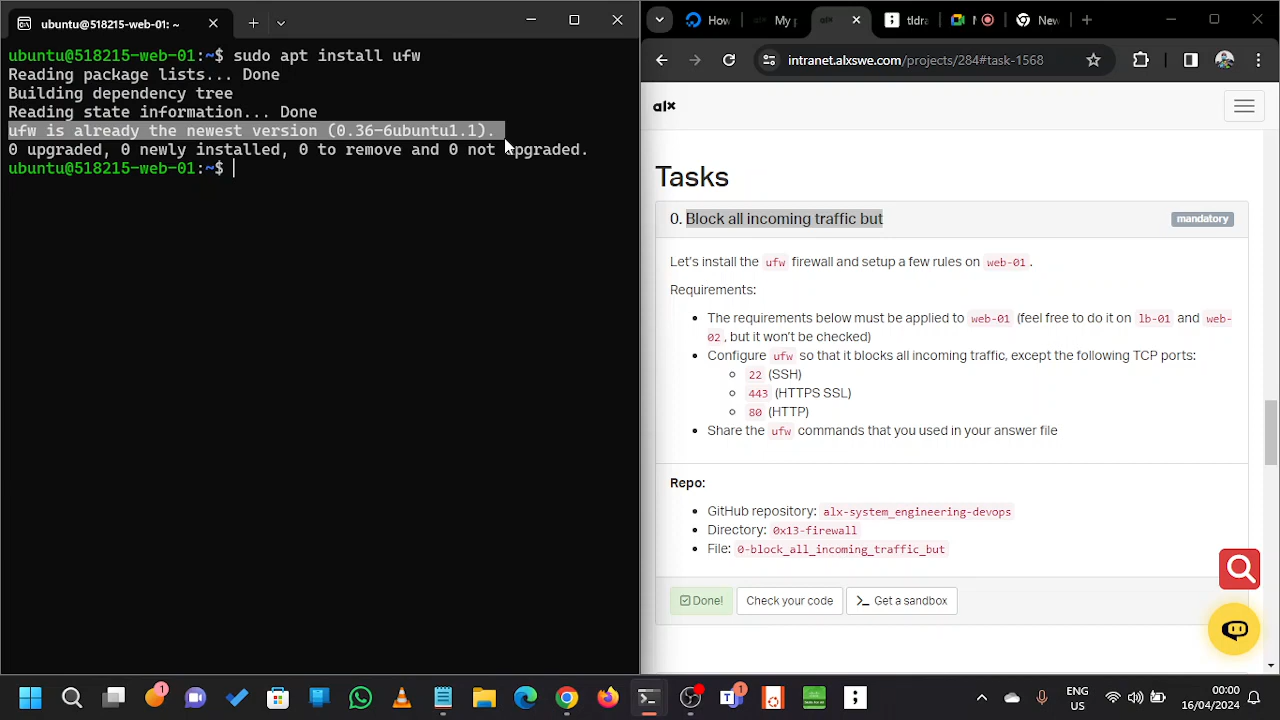 ubuntu@518215-web-01: ~
ubuntu@518215-web-01:~$ sudo apt install ufw
Reading package lists... Done
Building dependency tree
Reading state information... Done
ufw is already the newest version (0.36-6ubuntu1.1).
0 upgraded, 0 newly installed, 0 to remove and 0 not upgraded.
ubuntu@518215-web-01:~$
How
My p
alx
tldra
M
New
intranet.alxswe.com/projects/284#task-1568
alx
Tasks
0. Block all incoming traffic but
mandatory
Let's install the ufw firewall and setup a few rules on web-01.
Requirements:
The requirements below must be applied to web-01 (feel free to do it on lb-01 and web-
02, but it won't be checked)
Configure ufw so that it blocks all incoming traffic, except the following TCP ports:
22 (SSH)
443 (HTTPS SSL)
80 (HTTP)
Share the ufw commands that you used in your answer file
Repo:
GitHub repository: alx-system_engineering-devops
Directory: 0x13-firewall
File: 0-block_all_incoming_traffic_but
Done!
Check your code
>_ Get a sandbox
1
1
ENG
US
00:00
16/04/2024